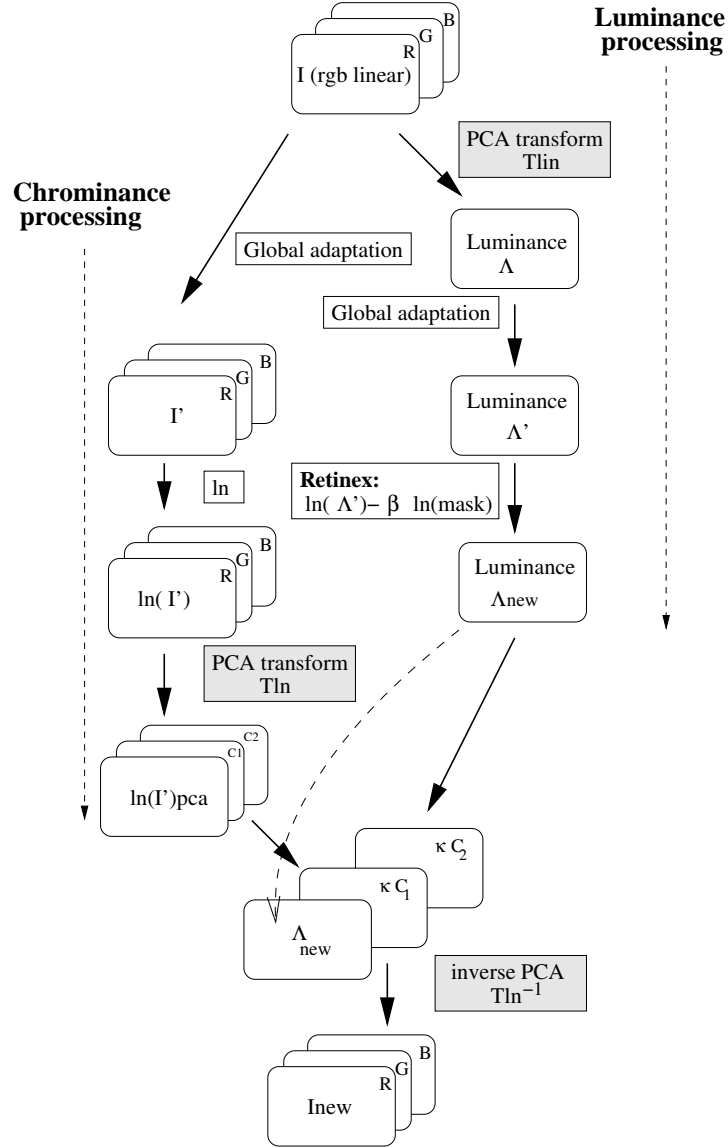 B
G
R
I (rgb linear)
Luminance
processing
PCA transform
Tlin
Chrominance
processing
Luminance
Λ
Global adaptation
Global adaptation
B
G
R
I’
Luminance
Λ’
ln
Retinex:
ln( Λ’)− β ln(mask)
B
G
R
ln( I’)
Luminance
Λnew
PCA transform
Tln
C2
C1
ln(I’)pca
κ C2
κ C1
Λ
new
inverse PCA
Tln−1
B
G
R
Inew